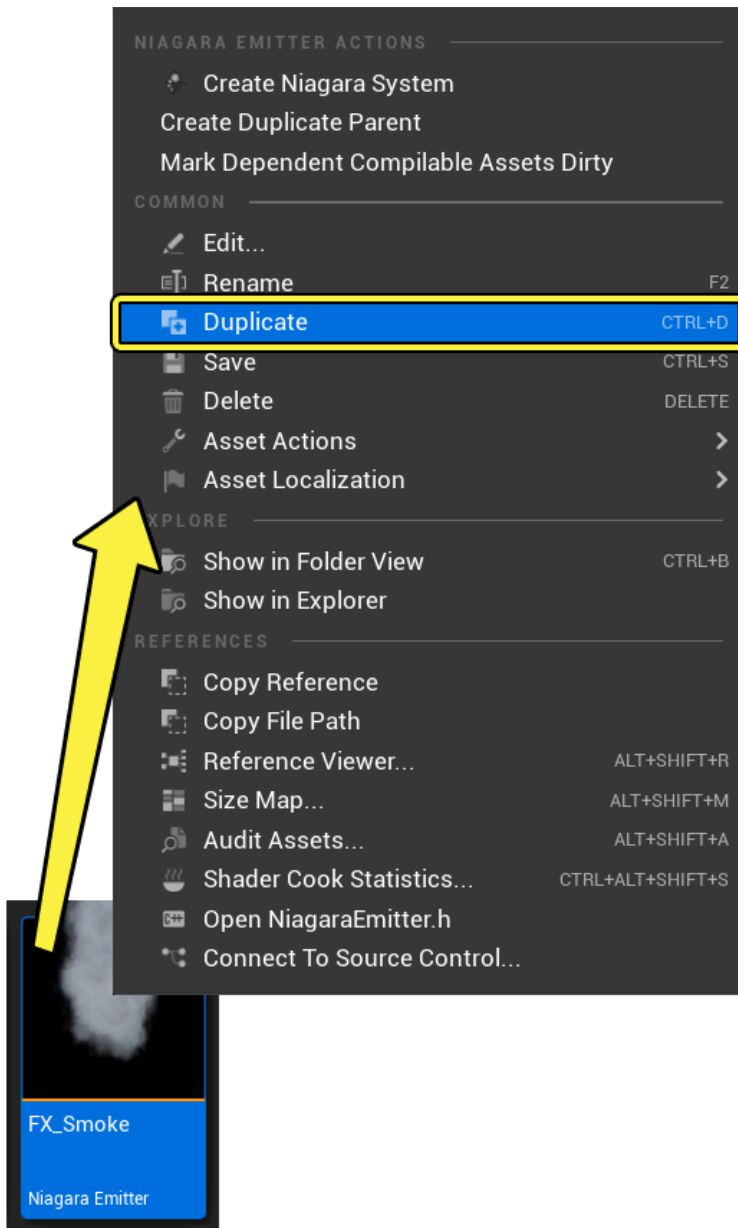 NIAGARA EMITTER ACTIONS
Create Niagara System
Create Duplicate Parent
Mark Dependent Compilable Assets Dirty
COMMON
Edit...
Rename F2
Duplicate CTRL+D
Save CTRL+S
Delete DELETE
Asset Actions
Asset Localization
XPLORE
Show in Folder View CTRL+B
Show in Explorer
REFERENCES
Copy Reference
Copy File Path
Reference Viewer... ALT+SHIFT+R
Size Map... ALT+SHIFT+M
Audit Assets... ALT+SHIFT+A
Shader Cook Statistics... CTRL+ALT+SHIFT+S
C++ Open NiagaraEmitter.h
Connect To Source Control...
FX_Smoke
Niagara Emitter